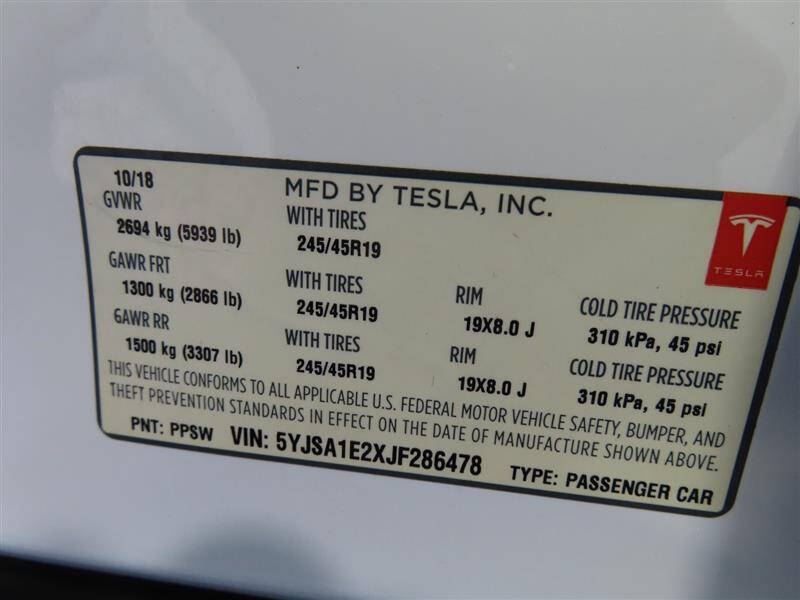 10/18 MFD BY TESLA, INC.
GVWR WITH TIRES
2694 kg (5939 lb) 245/45R19
GAWR FRT WITH TIRES RIM COLD TIRE PRESSURE
1300 kg (2866 lb) 245/45R19 19X8.0 J 310 kPa, 45 psi
GAWR RR WITH TIRES RIM COLD TIRE PRESSURE
1500 kg (3307 lb) 245/45R19 19X8.0 J 310 kPa, 45 psi
THIS VEHICLE CONFORMS TO ALL APPLICABLE U.S. FEDERAL MOTOR VEHICLE SAFETY, BUMPER, AND
THEFT PREVENTION STANDARDS IN EFFECT ON THE DATE OF MANUFACTURE SHOWN ABOVE.
PNT: PPSW VIN: 5YJSA1E2XJF286478 TYPE: PASSENGER CAR
TESLA